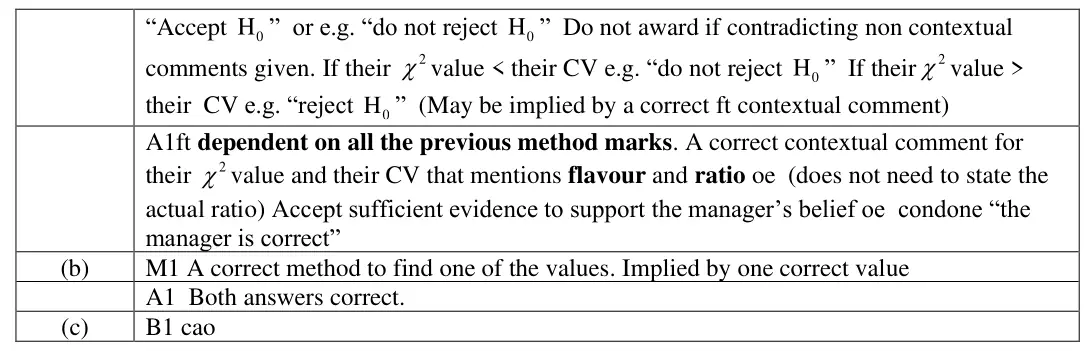 “Accept H₀” or e.g. “do not reject H₀” Do not award if contradicting non contextual
comments given. If their χ² value < their CV e.g. “do not reject H₀” If their χ² value >
their CV e.g. “reject H₀” (May be implied by a correct ft contextual comment)
A1ft dependent on all the previous method marks. A correct contextual comment for
their χ² value and their CV that mentions flavour and ratio oe (does not need to state the
actual ratio) Accept sufficient evidence to support the manager’s belief oe condone “the
manager is correct”
(b) M1 A correct method to find one of the values. Implied by one correct value
A1 Both answers correct.
(c) B1 cao